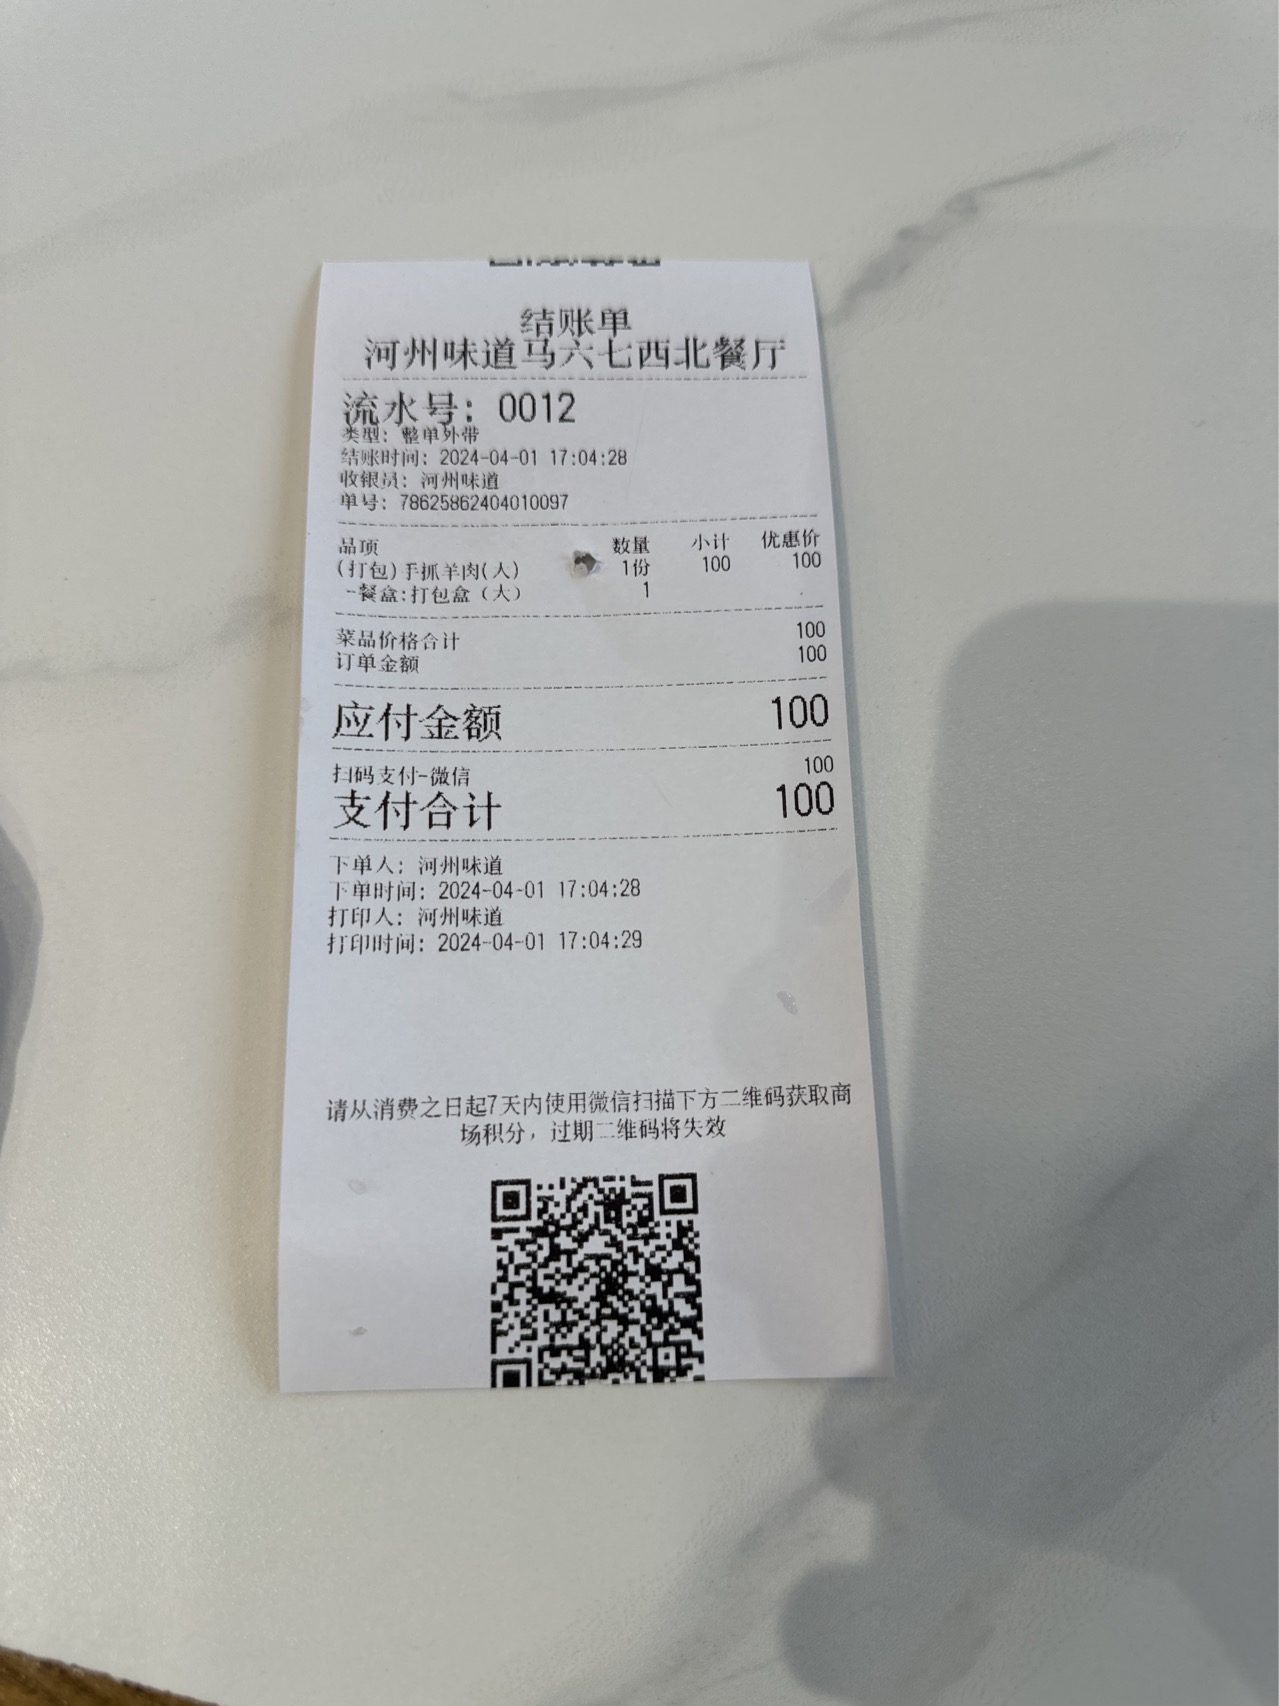 结账单
河州味道马六七西北餐厅
流水号: 0012
类型: 整单外带
结账时间: 2024-04-01 17:04:28
收银员: 河州味道
单号: 78625862404010097
品项 数量 小计 优惠价
(打包)手抓羊肉(大) 1份 100 100
-餐盒:打包盒（大） 1
菜品价格合计 100
订单金额 100
应付金额 100
扫码支付-微信 100
支付合计 100
下单人: 河州味道
下单时间: 2024-04-01 17:04:28
打印人: 河州味道
打印时间: 2024-04-01 17:04:29
请从消费之日起7天内使用微信扫描下方二维码获取商
场积分，过期二维码将失效